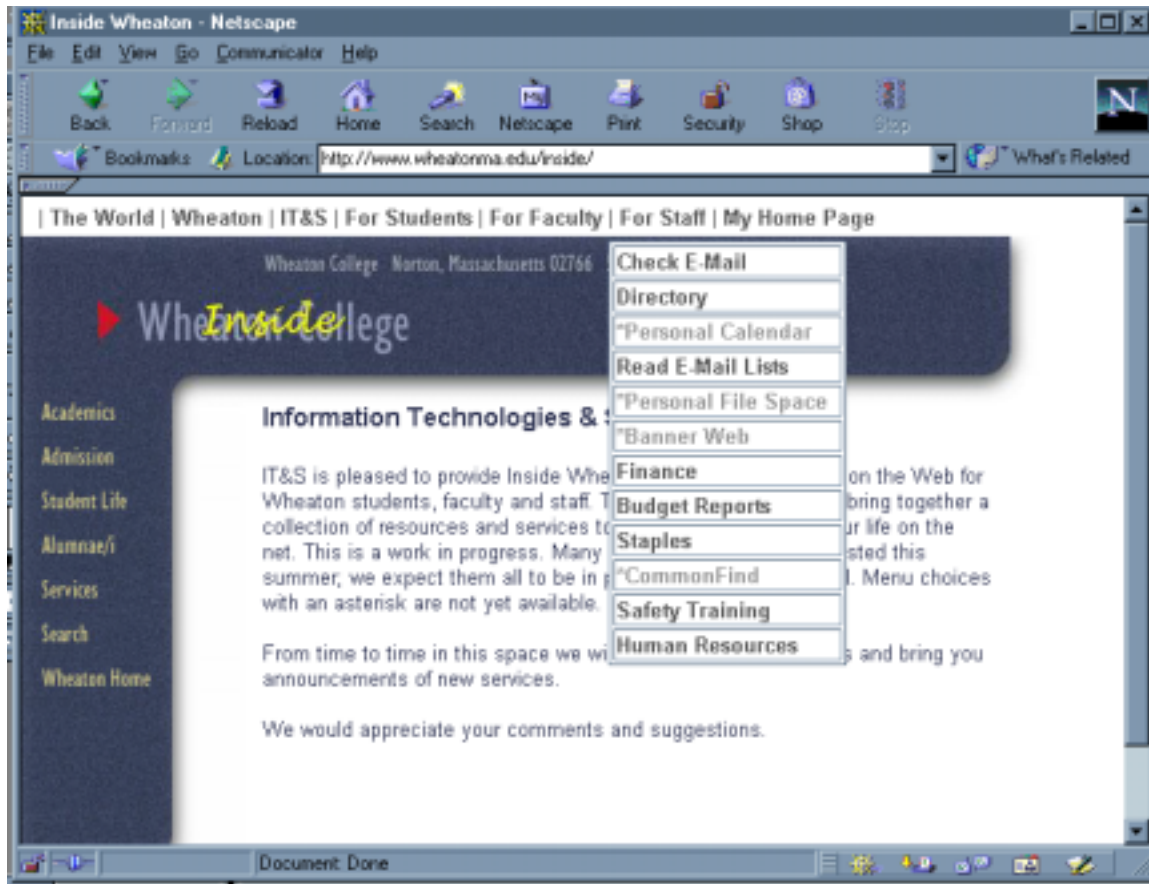 Inside Wheaton - Netscape
File Edit View Go Communicator Help
Back Forward Reload Home Search Netscape Print Security Shop Stop
N
Bookmarks Location: http://www.wheatonma.edu/inside/ What's Related
| The World | Wheaton | IT&S | For Students | For Faculty | For Staff | My Home Page
Wheaton College Norton, Massachusetts 02766
Wheaton College
Inside
Check E-Mail
Directory
*Personal Calendar
Read E-Mail Lists
*Personal File Space
*Banner Web
Finance
Budget Reports
Staples
*CommonFind
Safety Training
Human Resources
Academics
Admission
Student Life
Alumnae/i
Services
Search
Wheaton Home
Information Technologies &
IT&S is pleased to provide Inside on the Web for
Wheaton students, faculty and staff. bring together a
collection of resources and services life on the
net. This is a work in progress. Many this
summer; we expect them all to be in Menu choices
with an asterisk are not yet available.
From time to time in this space we and bring you
announcements of new services.
We would appreciate your comments and suggestions.
Document: Done